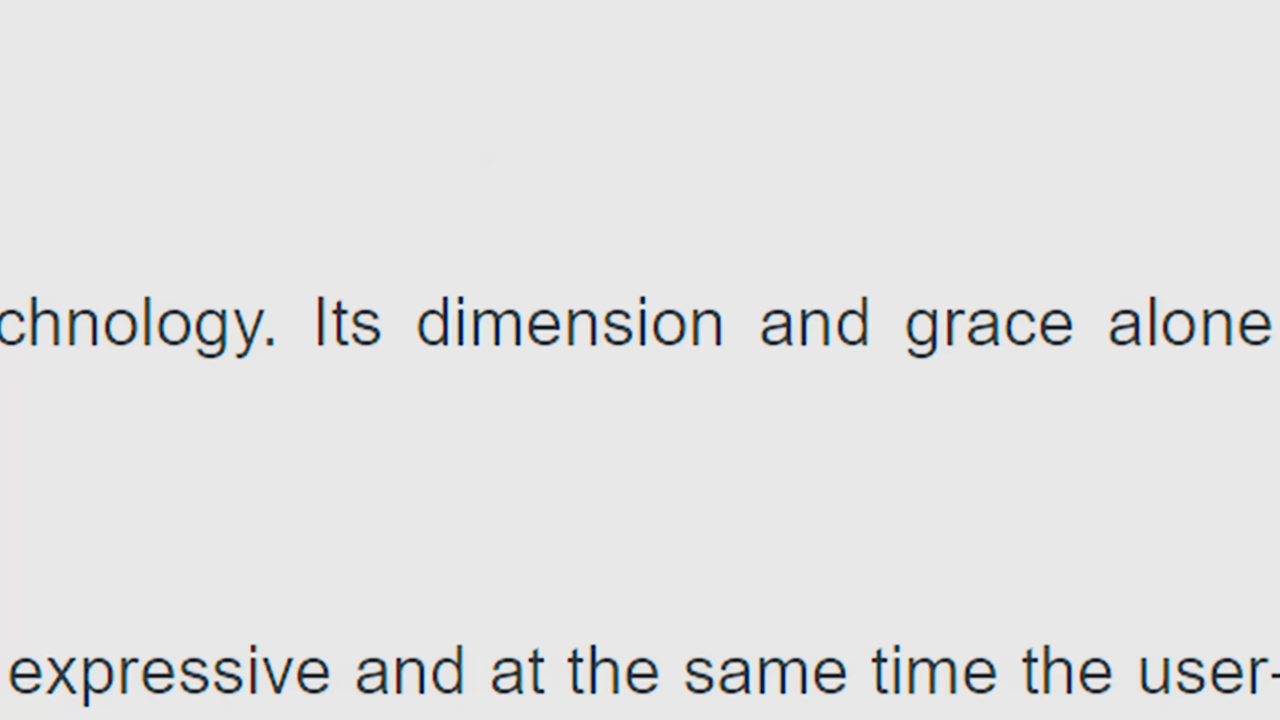 chnology. Its dimension and grace alone
expressive and at the same time the user-